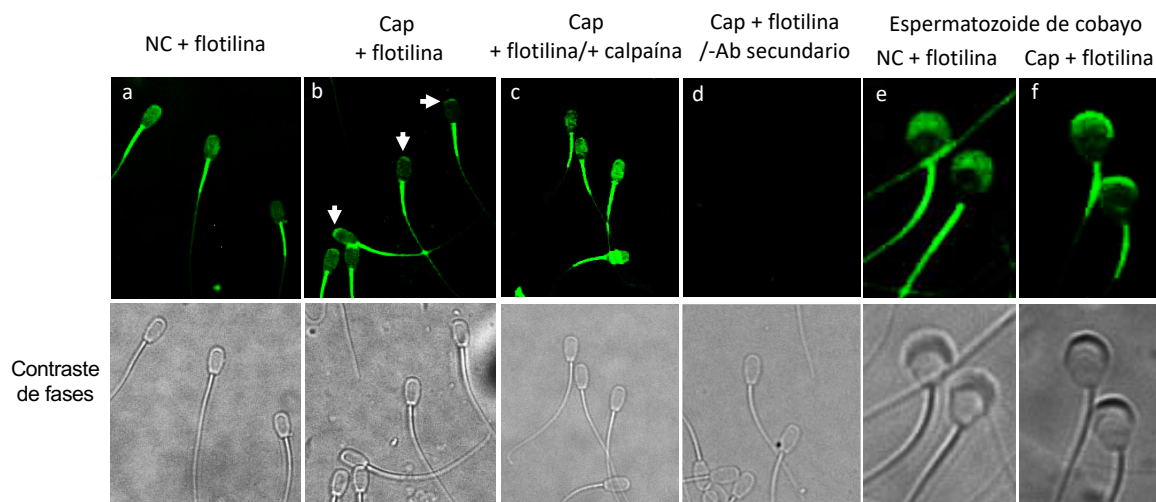 NC + flotilina
Cap
+ flotilina
Cap
+ flotilina/+ calpaína
Cap + flotilina
/-Ab secundario
Espermatozoide de cobayo
NC + flotilina
Cap + flotilina
a
b
c
d
e
f
Contraste
de fases